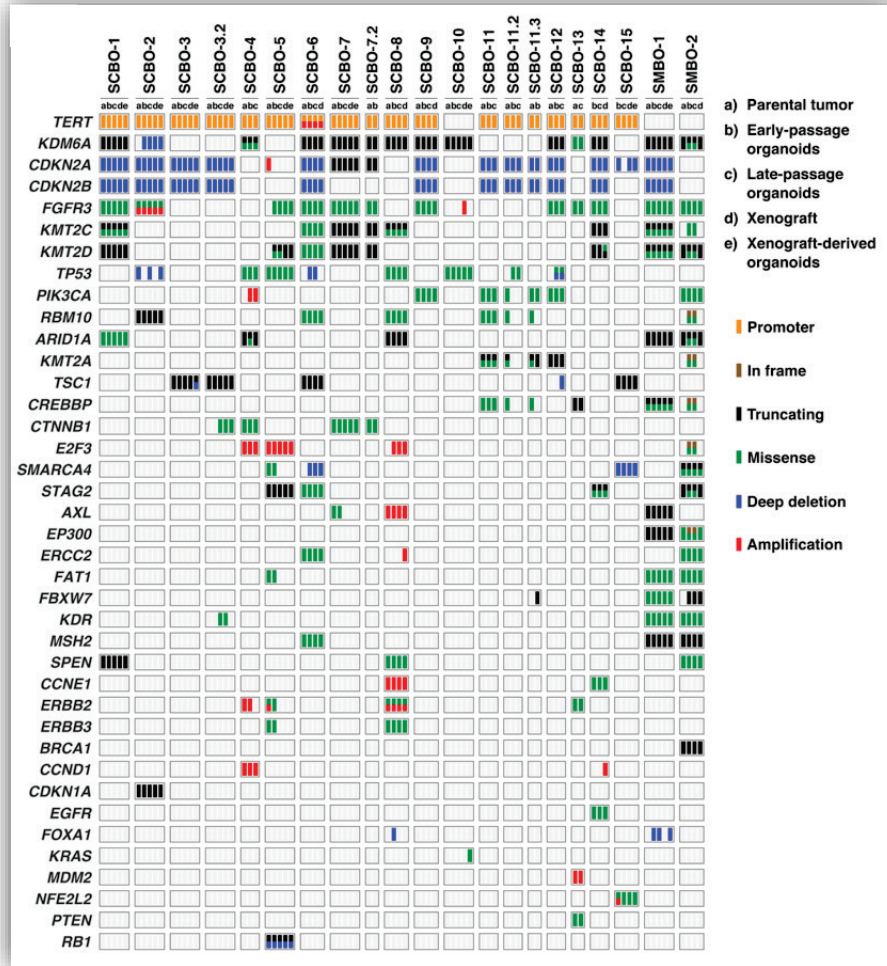 SCBO-1 SCBO-2 SCBO-3 SCBO-3.2 SCBO-4 SCBO-5 SCBO-6 SCBO-7 SCBO-7.2 SCBO-8 SCBO-9 SCBO-10 SCBO-11 SCBO-11.2 SCBO-11.3 SCBO-12 SCBO-13 SCBO-14 SCBO-15 SMBO-1 SMBO-2
abcde abcde abcde abcde abc abcde abcd abcde ab abcd abcd abcde abc abc ab abc ac bcd bcde abcde abcd
TERT
KDM6A
CDKN2A
CDKN2B
FGFR3
KMT2C
KMT2D
TP53
PIK3CA
RBM10
ARID1A
KMT2A
TSC1
CREBBP
CTNNB1
E2F3
SMARCA4
STAG2
AXL
EP300
ERCC2
FAT1
FBXW7
KDR
MSH2
SPEN
CCNE1
ERBB2
ERBB3
BRCA1
CCND1
CDKN1A
EGFR
FOXA1
KRAS
MDM2
NFE2L2
PTEN
RB1
a) Parental tumor
b) Early-passage
organoids
c) Late-passage
organoids
d) Xenograft
e) Xenograft-derived
organoids
Promoter
In frame
Truncating
Missense
Deep deletion
Amplification